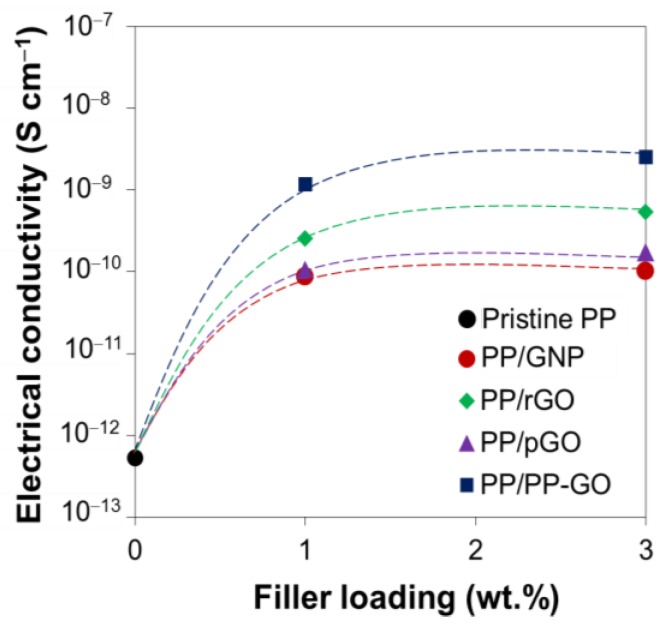 Electrical conductivity (S cm⁻¹)
10⁻⁷
10⁻⁸
10⁻⁹
10⁻¹⁰
10⁻¹¹
10⁻¹²
10⁻¹³
Pristine PP
PP/GNP
PP/rGO
PP/pGO
PP/PP-GO
0 1 2 3
Filler loading (wt.%)